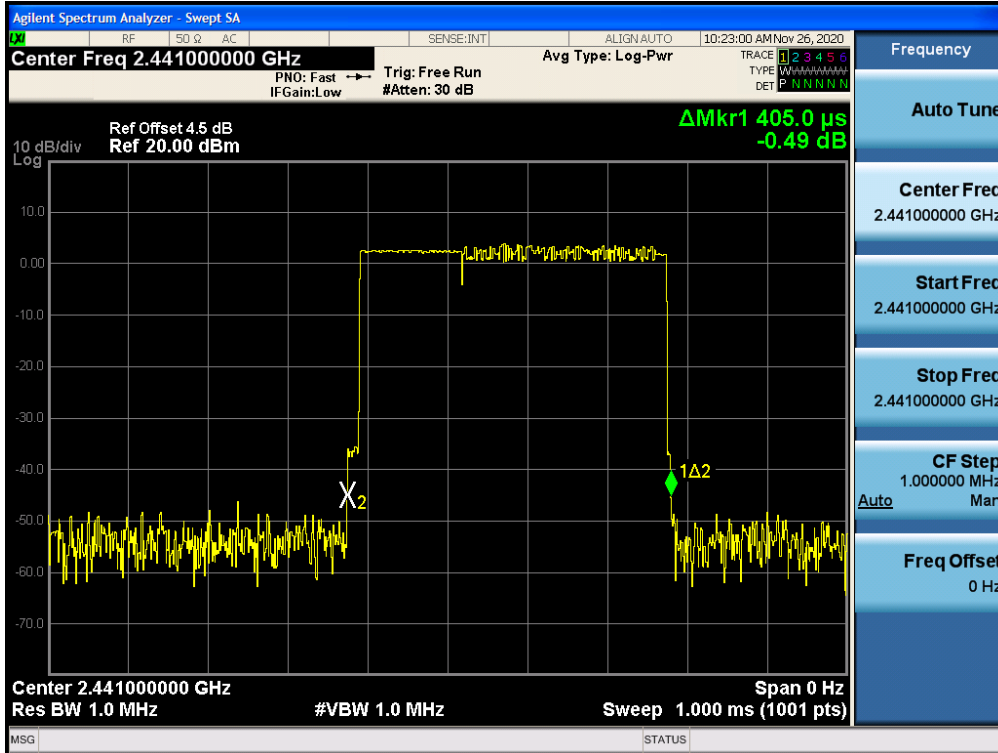 Agilent Spectrum Analyzer - Swept SA
LXI RF 50 Ω AC SENSE:INT ALIGN AUTO 10:23:00 AM Nov 26, 2020
Center Freq 2.441000000 GHz
PNO: Fast
IFGain:Low
Trig: Free Run
#Atten: 30 dB
Avg Type: Log-Pwr
TRACE 1 2 3 4 5 6
TYPE W
DET P N N N N N
ΔMkr1 405.0 µs
-0.49 dB
Ref Offset 4.5 dB
10 dB/div Ref 20.00 dBm
Log
10.0
0.00
-10.0
-20.0
-30.0
-40.0
-50.0
-60.0
-70.0
1Δ2
X2
Center 2.441000000 GHz Span 0 Hz
Res BW 1.0 MHz #VBW 1.0 MHz Sweep 1.000 ms (1001 pts)
MSG STATUS
Frequency
Auto Tune
Center Freq
2.441000000 GHz
Start Freq
2.441000000 GHz
Stop Freq
2.441000000 GHz
CF Step
1.000000 MHz
Auto Man
Freq Offset
0 Hz